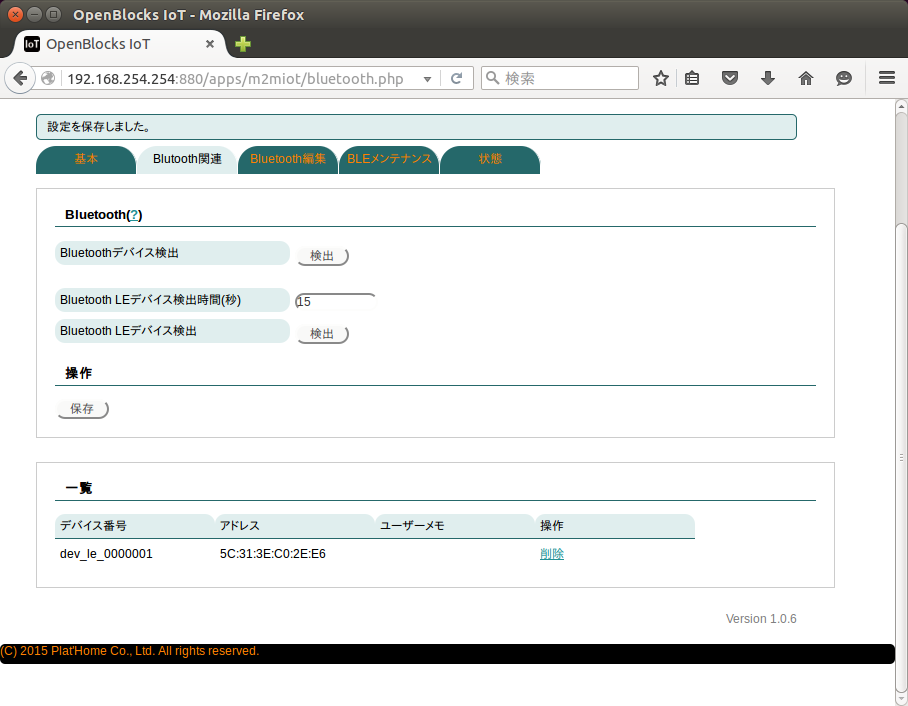 OpenBlocks IoT - Mozilla Firefox
IoT OpenBlocks IoT
192.168.254.254:880/apps/m2miot/bluetooth.php 検索
設定を保存しました。
基本 Blutooth関連 Bluetooth編集 BLEメンテナンス 状態
Bluetooth(?)
Bluetoothデバイス検出 検出
Bluetooth LEデバイス検出時間(秒) 15
Bluetooth LEデバイス検出 検出
操作
保存
一覧
デバイス番号 アドレス ユーザーメモ 操作
dev_le_0000001 5C:31:3E:C0:2E:E6 削除
Version 1.0.6
(C) 2015 Plat'Home Co., Ltd. All rights reserved.